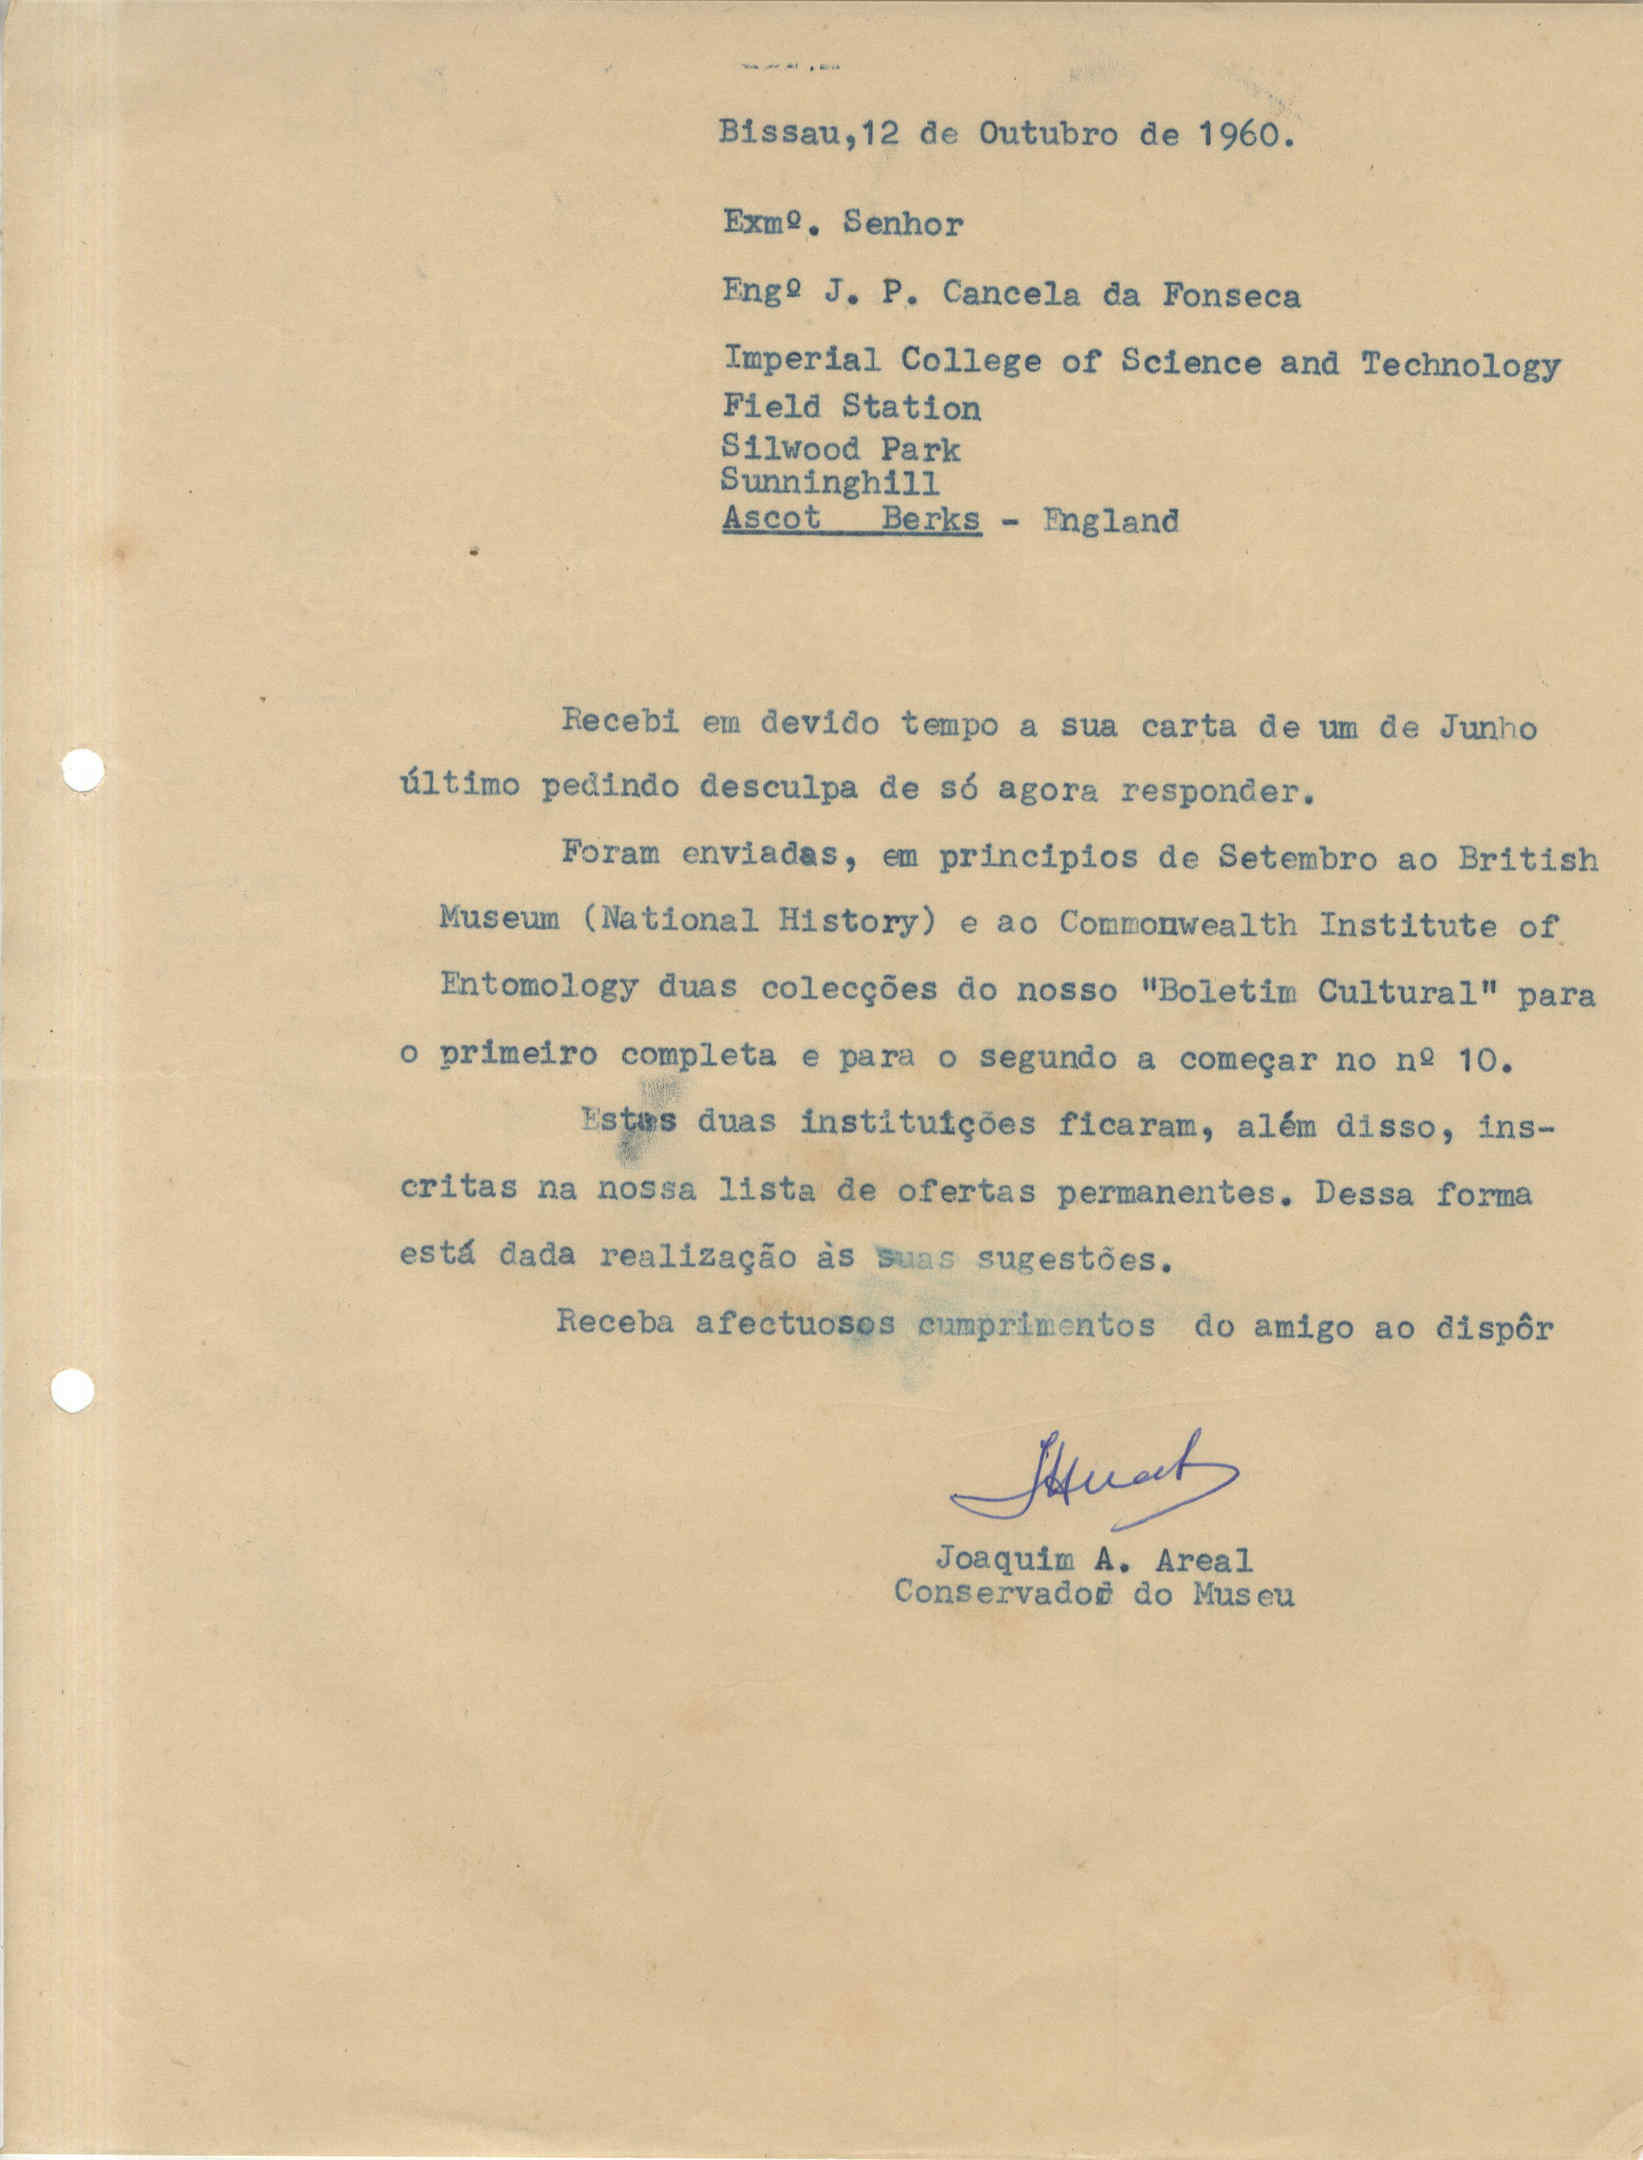 Bissau,12 de Outubro de 1960.
Exmº. Senhor
Engº J. P. Cancela da Fonseca
Imperial College of Science and Technology
Field Station
Silwood Park
Sunninghill
Ascot   Berks - England
Recebi em devido tempo a sua carta de um de Junho
último pedindo desculpa de só agora responder.
Foram enviadas, em principios de Setembro ao British
Museum (National History) e ao Commonwealth Institute of
Entomology duas colecções do nosso "Boletim Cultural" para
o primeiro completa e para o segundo a começar no nº 10.
Estas duas instituições ficaram, além disso, ins-
critas na nossa lista de ofertas permanentes. Dessa forma
está dada realização às suas sugestões.
Receba afectuosos cumprimentos  do amigo ao dispôr
Joaquim A. Areal
Conservador do Museu